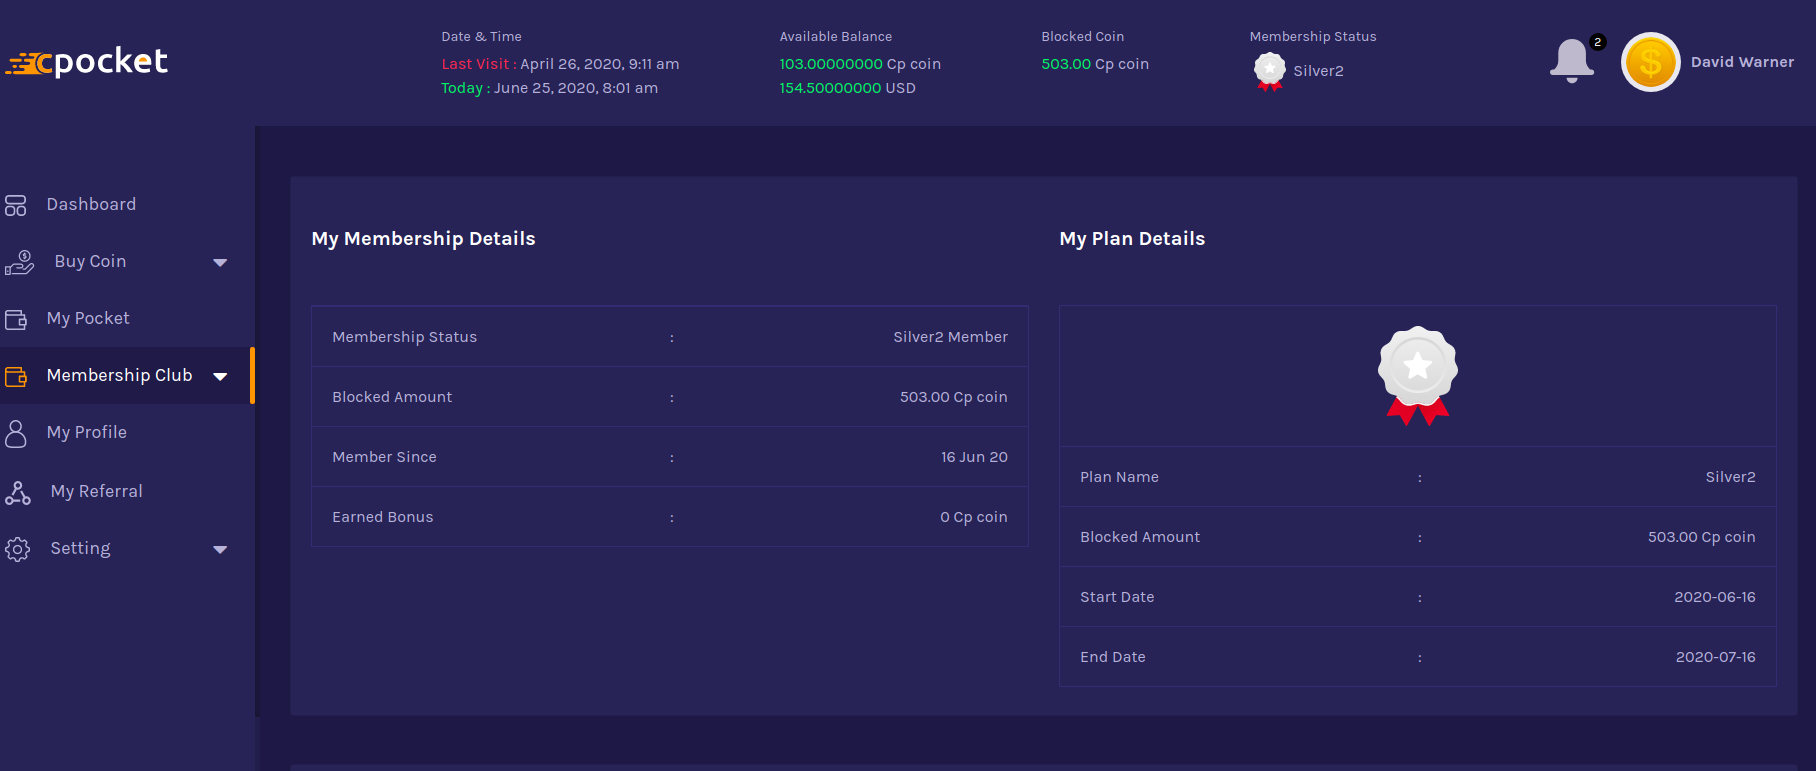 cpocket
Date & Time
Last Visit : April 26, 2020, 9:11 am
Today : June 25, 2020, 8:01 am
Available Balance
103.00000000 Cp coin
154.50000000 USD
Blocked Coin
503.00 Cp coin
Membership Status
Silver2
2
$
David Warner
Dashboard
Buy Coin
My Pocket
Membership Club
My Profile
My Referral
Setting
My Membership Details
Membership Status : Silver2 Member
Blocked Amount : 503.00 Cp coin
Member Since : 16 Jun 20
Earned Bonus : 0 Cp coin
My Plan Details
Plan Name : Silver2
Blocked Amount : 503.00 Cp coin
Start Date : 2020-06-16
End Date : 2020-07-16